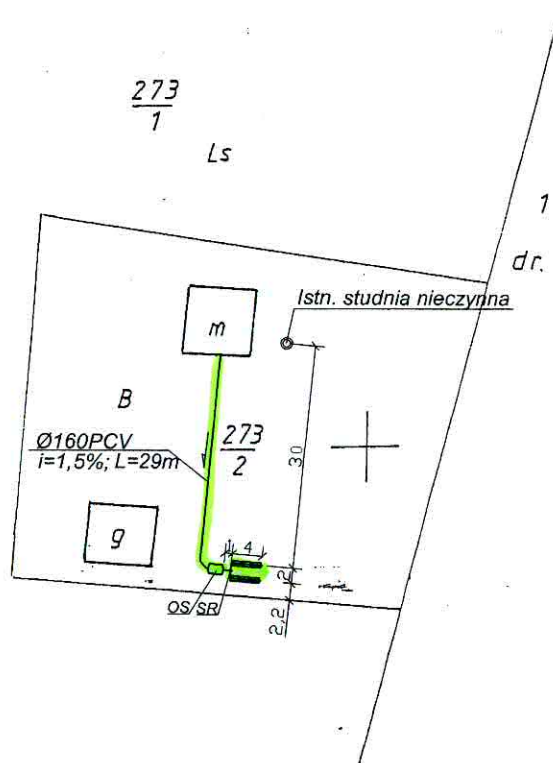 273
1
Ls
1
dr.
Istn. studnia nieczynna
m
B
Ø160PCV
i=1,5%; L=29m
273
2
30
g
4
2
OS SR
2,2